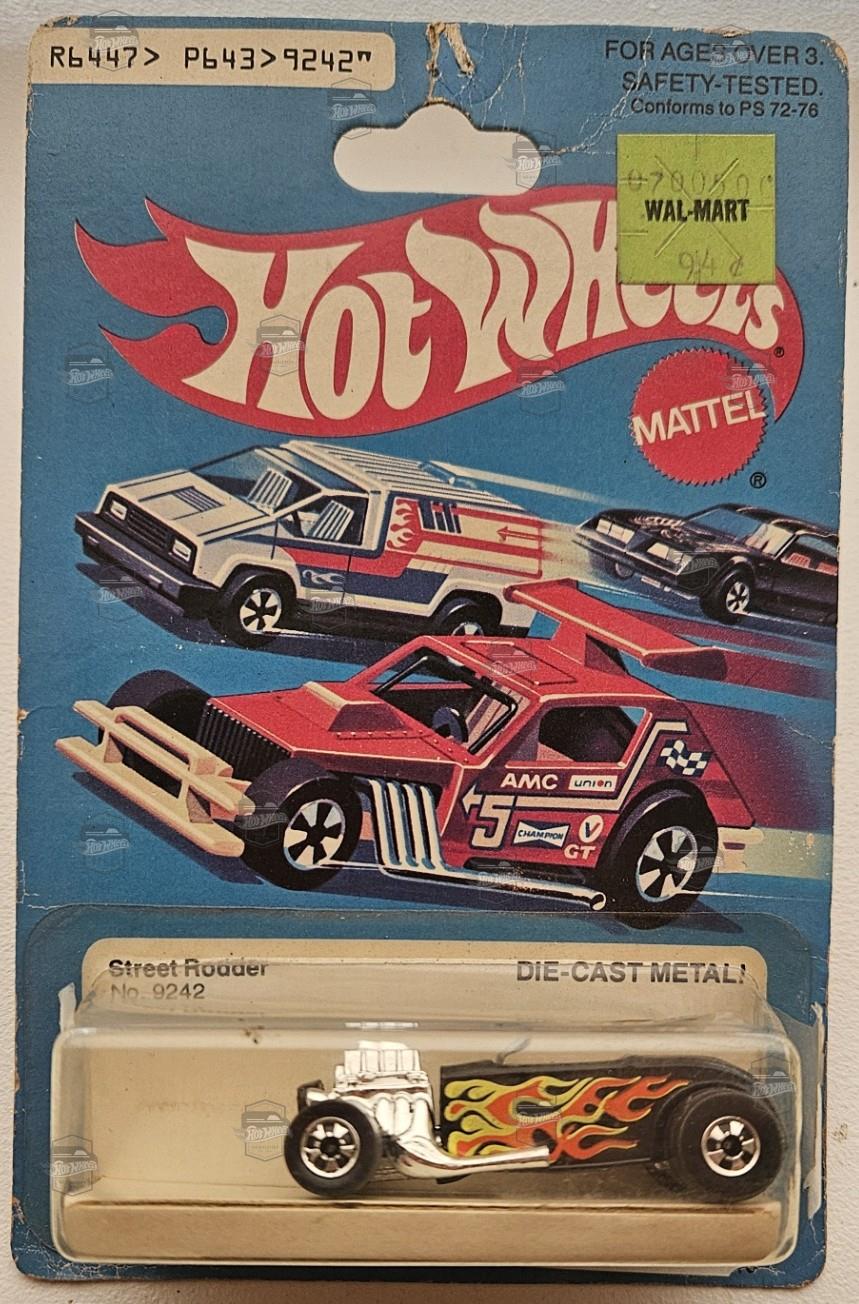 R6447> P643>9242"
FOR AGES OVER 3.
SAFETY-TESTED.
Conforms to PS 72-76
WAL-MART
94 ¢
HOT WHEELS®
MATTEL
®
AMC union
5 CHAMPION V
GT
Street Rodder
No. 9242
DIE-CAST METAL!